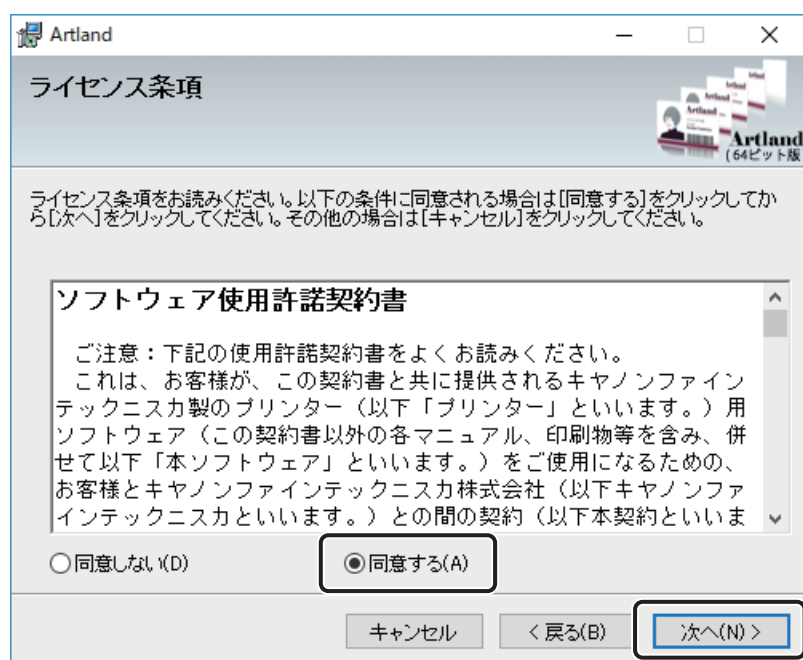 Artland
ライセンス条項
Artland
(64ビット版
ライセンス条項をお読みください。以下の条件に同意される場合は[同意する]をクリックしてか
ら[次へ]をクリックしてください。その他の場合は[キャンセル]をクリックしてください。
ソフトウェア使用許諾契約書
ご注意：下記の使用許諾契約書をよくお読みください。
これは、お客様が、この契約書と共に提供されるキヤノンファイン
テックニスカ製のプリンター（以下「プリンター」といいます。）用
ソフトウェア（この契約書以外の各マニュアル、印刷物等を含み、併
せて以下「本ソフトウェア」といいます。）をご使用になるための、
お客様とキヤノンファインテックニスカ株式会社（以下キヤノンファ
インテックニスカといいます。）との間の契約（以下本契約といいま
同意しない(D)
同意する(A)
キャンセル
< 戻る(B)
次へ(N) >